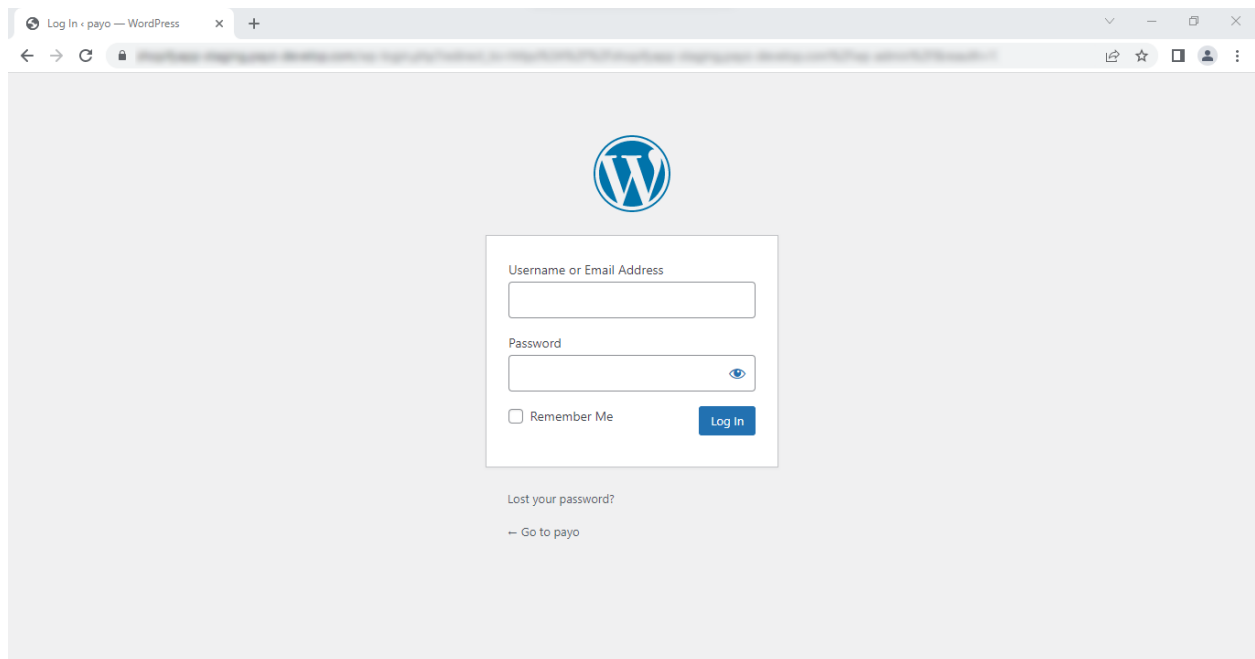 Log In ‹ payo — WordPress
Username or Email Address
Password
Remember Me
Log In
Lost your password?
← Go to payo